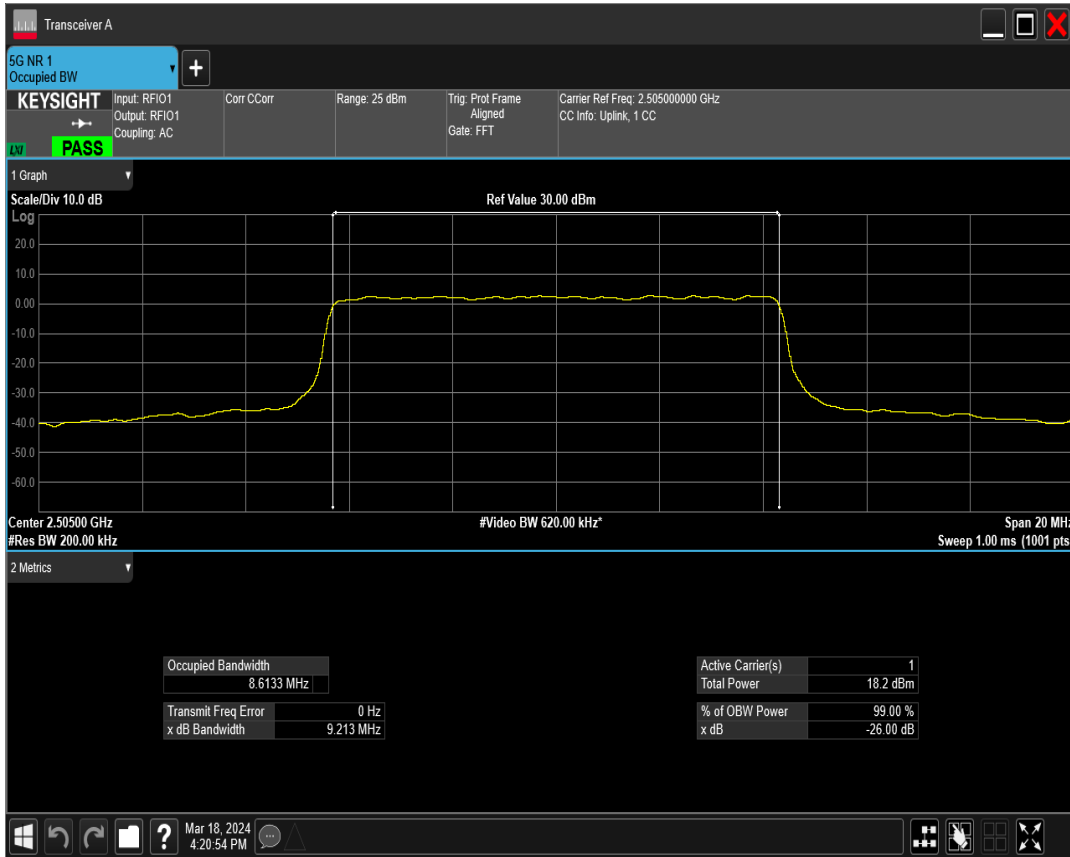 Transceiver A
5G NR 1
Occupied BW
+
KEYSIGHT
LXI
PASS
Input: RFIO1
Output: RFIO1
Coupling: AC
Corr CCorr
Range: 25 dBm
Trig: Prot Frame
Aligned
Gate: FFT
Carrier Ref Freq: 2.505000000 GHz
CC Info: Uplink, 1 CC
1 Graph
Scale/Div 10.0 dB
Ref Value 30.00 dBm
Log
20.0
10.0
0.00
-10.0
-20.0
-30.0
-40.0
-50.0
-60.0
Center 2.50500 GHz
#Video BW 620.00 kHz*
Span 20 MHz
#Res BW 200.00 kHz
Sweep 1.00 ms (1001 pts
2 Metrics
Occupied Bandwidth
8.6133 MHz
Transmit Freq Error 0 Hz
x dB Bandwidth 9.213 MHz
Active Carrier(s) 1
Total Power 18.2 dBm
% of OBW Power 99.00 %
x dB -26.00 dB
?
Mar 18, 2024
4:20:54 PM